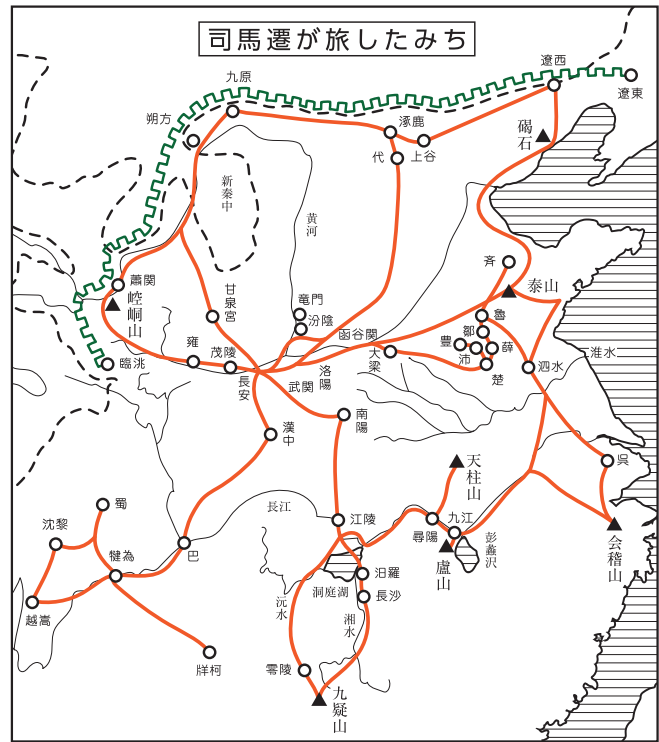 司馬遷が旅したみち
九原
遼西
遼東
朔方
涿鹿
碣石
代
上谷
新秦中
黄河
斉
蕭関
崆峒山
甘泉宮
竜門
汾陰
泰山
函谷関
魯
鄒
豊
薛
沛
大梁
淮水
臨洮
雍
茂陵
長安
武関
洛陽
楚
泗水
南陽
漢中
天柱山
呉
蜀
長江
沈黎
江陵
九江
尋陽
彭蠡沢
会稽山
犍為
巴
汨羅
盧山
洞庭湖
長沙
越嶲
沅水
湘水
牂柯
零陵
九疑山